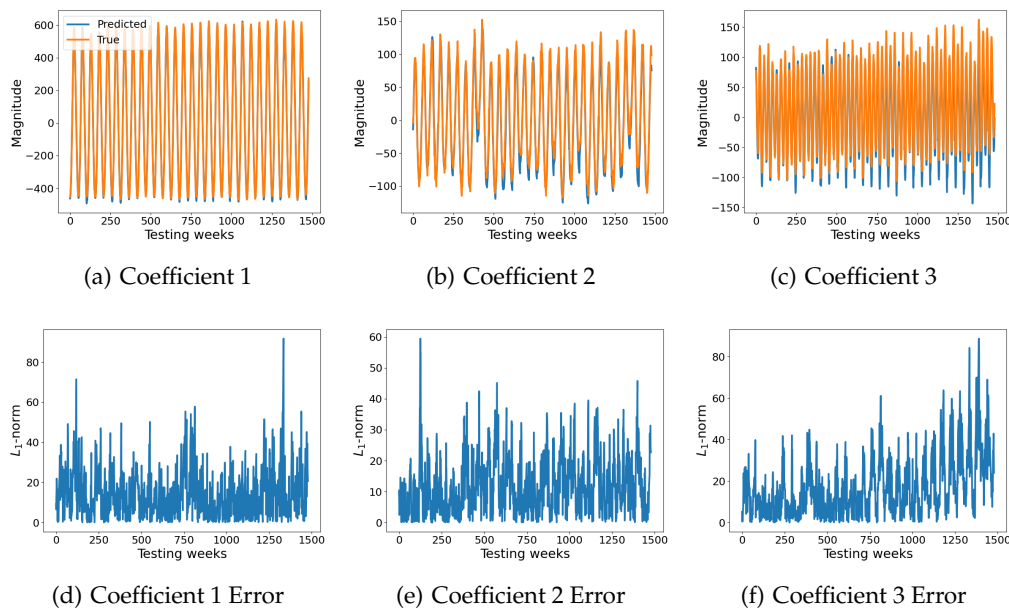 Predicted
True
600
400
200
0
−200
−400
Magnitude
0 250 500 750 1000 1250 1500
Testing weeks
(a) Coefficient 1
150
100
50
0
−50
−100
Magnitude
0 250 500 750 1000 1250 1500
Testing weeks
(b) Coefficient 2
150
100
50
0
−50
−100
−150
Magnitude
0 250 500 750 1000 1250 1500
Testing weeks
(c) Coefficient 3
80
60
40
20
0
L₁-norm
0 250 500 750 1000 1250 1500
Testing weeks
(d) Coefficient 1 Error
60
50
40
30
20
10
0
L₁-norm
0 250 500 750 1000 1250 1500
Testing weeks
(e) Coefficient 2 Error
80
60
40
20
0
L₁-norm
0 250 500 750 1000 1250 1500
Testing weeks
(f) Coefficient 3 Error